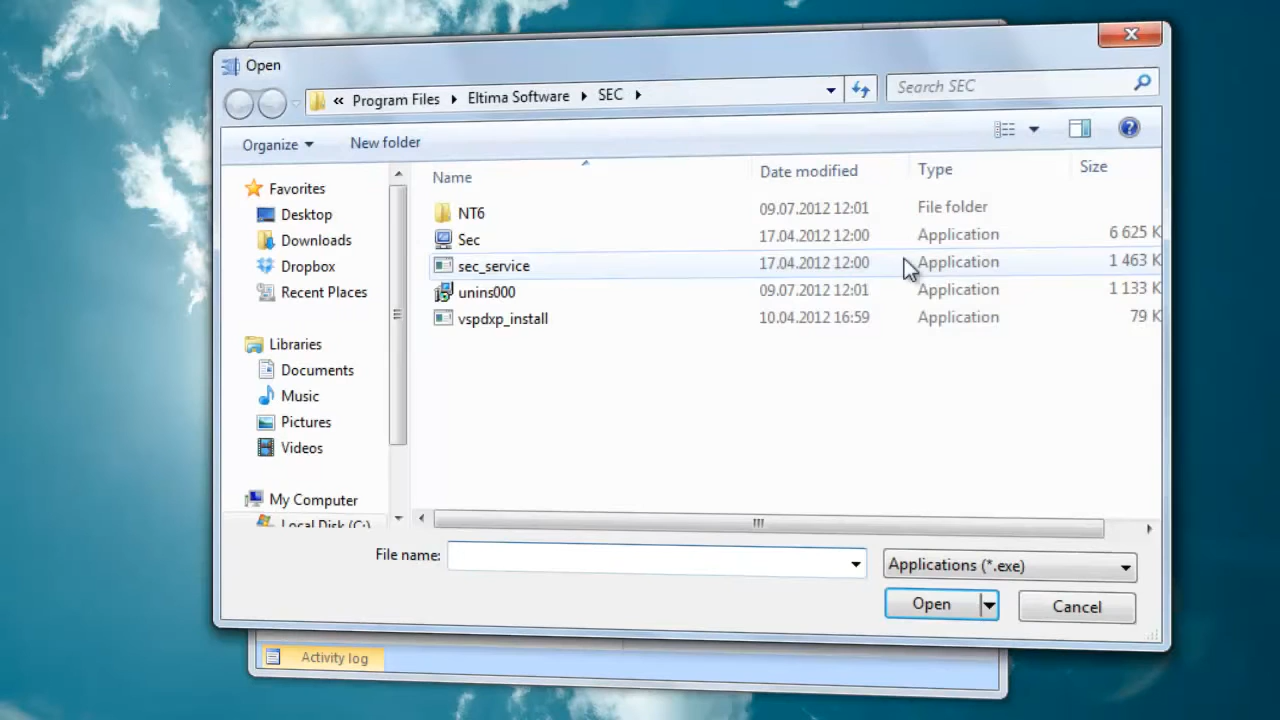 Open
« Program Files Eltima Software SEC
Search SEC
Organize New folder
Name Date modified Type Size
Favorites
Desktop
Downloads
Dropbox
Recent Places
Libraries
Documents
Music
Pictures
Videos
My Computer
Local Disk (C:)
NT6 09.07.2012 12:01 File folder
Sec 17.04.2012 12:00 Application 6 625 K
sec_service 17.04.2012 12:00 Application 1 463 K
unins000 09.07.2012 12:01 Application 1 133 K
vspdxp_install 10.04.2012 16:59 Application 79 K
File name:
Applications (*.exe)
Open Cancel
Activity log